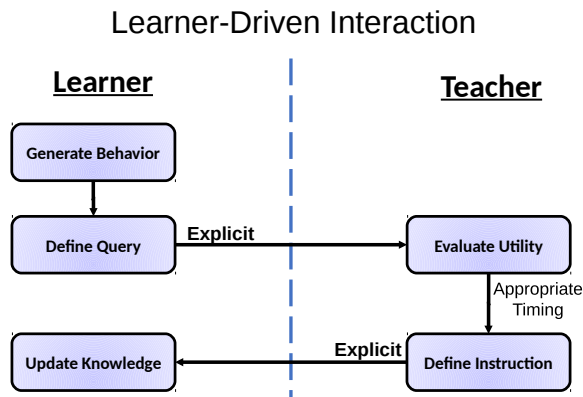 Learner-Driven Interaction
Learner
Teacher
Generate Behavior
Define Query
Explicit
Evaluate Utility
Appropriate
Timing
Update Knowledge
Explicit
Define Instruction